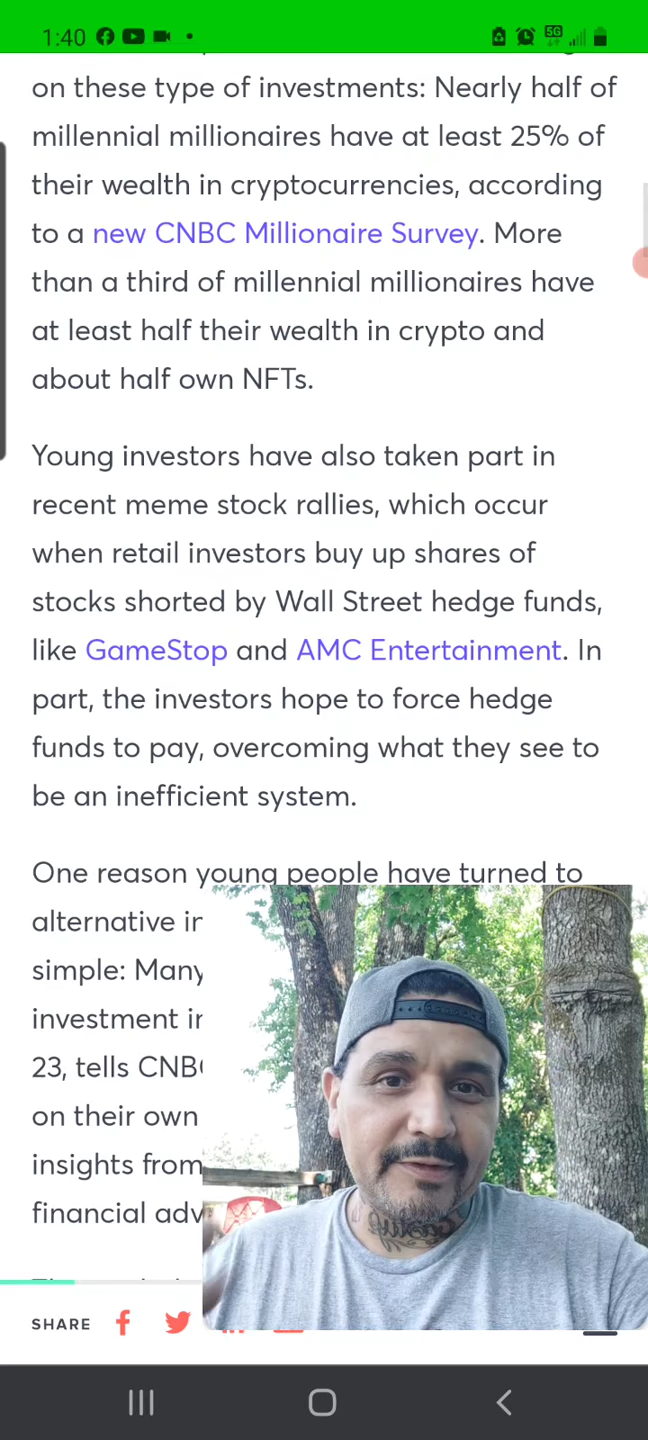 1:40
5G
on these type of investments: Nearly half of
millennial millionaires have at least 25% of
their wealth in cryptocurrencies, according
to a new CNBC Millionaire Survey. More
than a third of millennial millionaires have
at least half their wealth in crypto and
about half own NFTs.
Young investors have also taken part in
recent meme stock rallies, which occur
when retail investors buy up shares of
stocks shorted by Wall Street hedge funds,
like GameStop and AMC Entertainment. In
part, the investors hope to force hedge
funds to pay, overcoming what they see to
be an inefficient system.
One reason young people have turned to
alternative in
simple: Many
investment in
23, tells CNBC
on their own
insights from
financial adv
SHARE